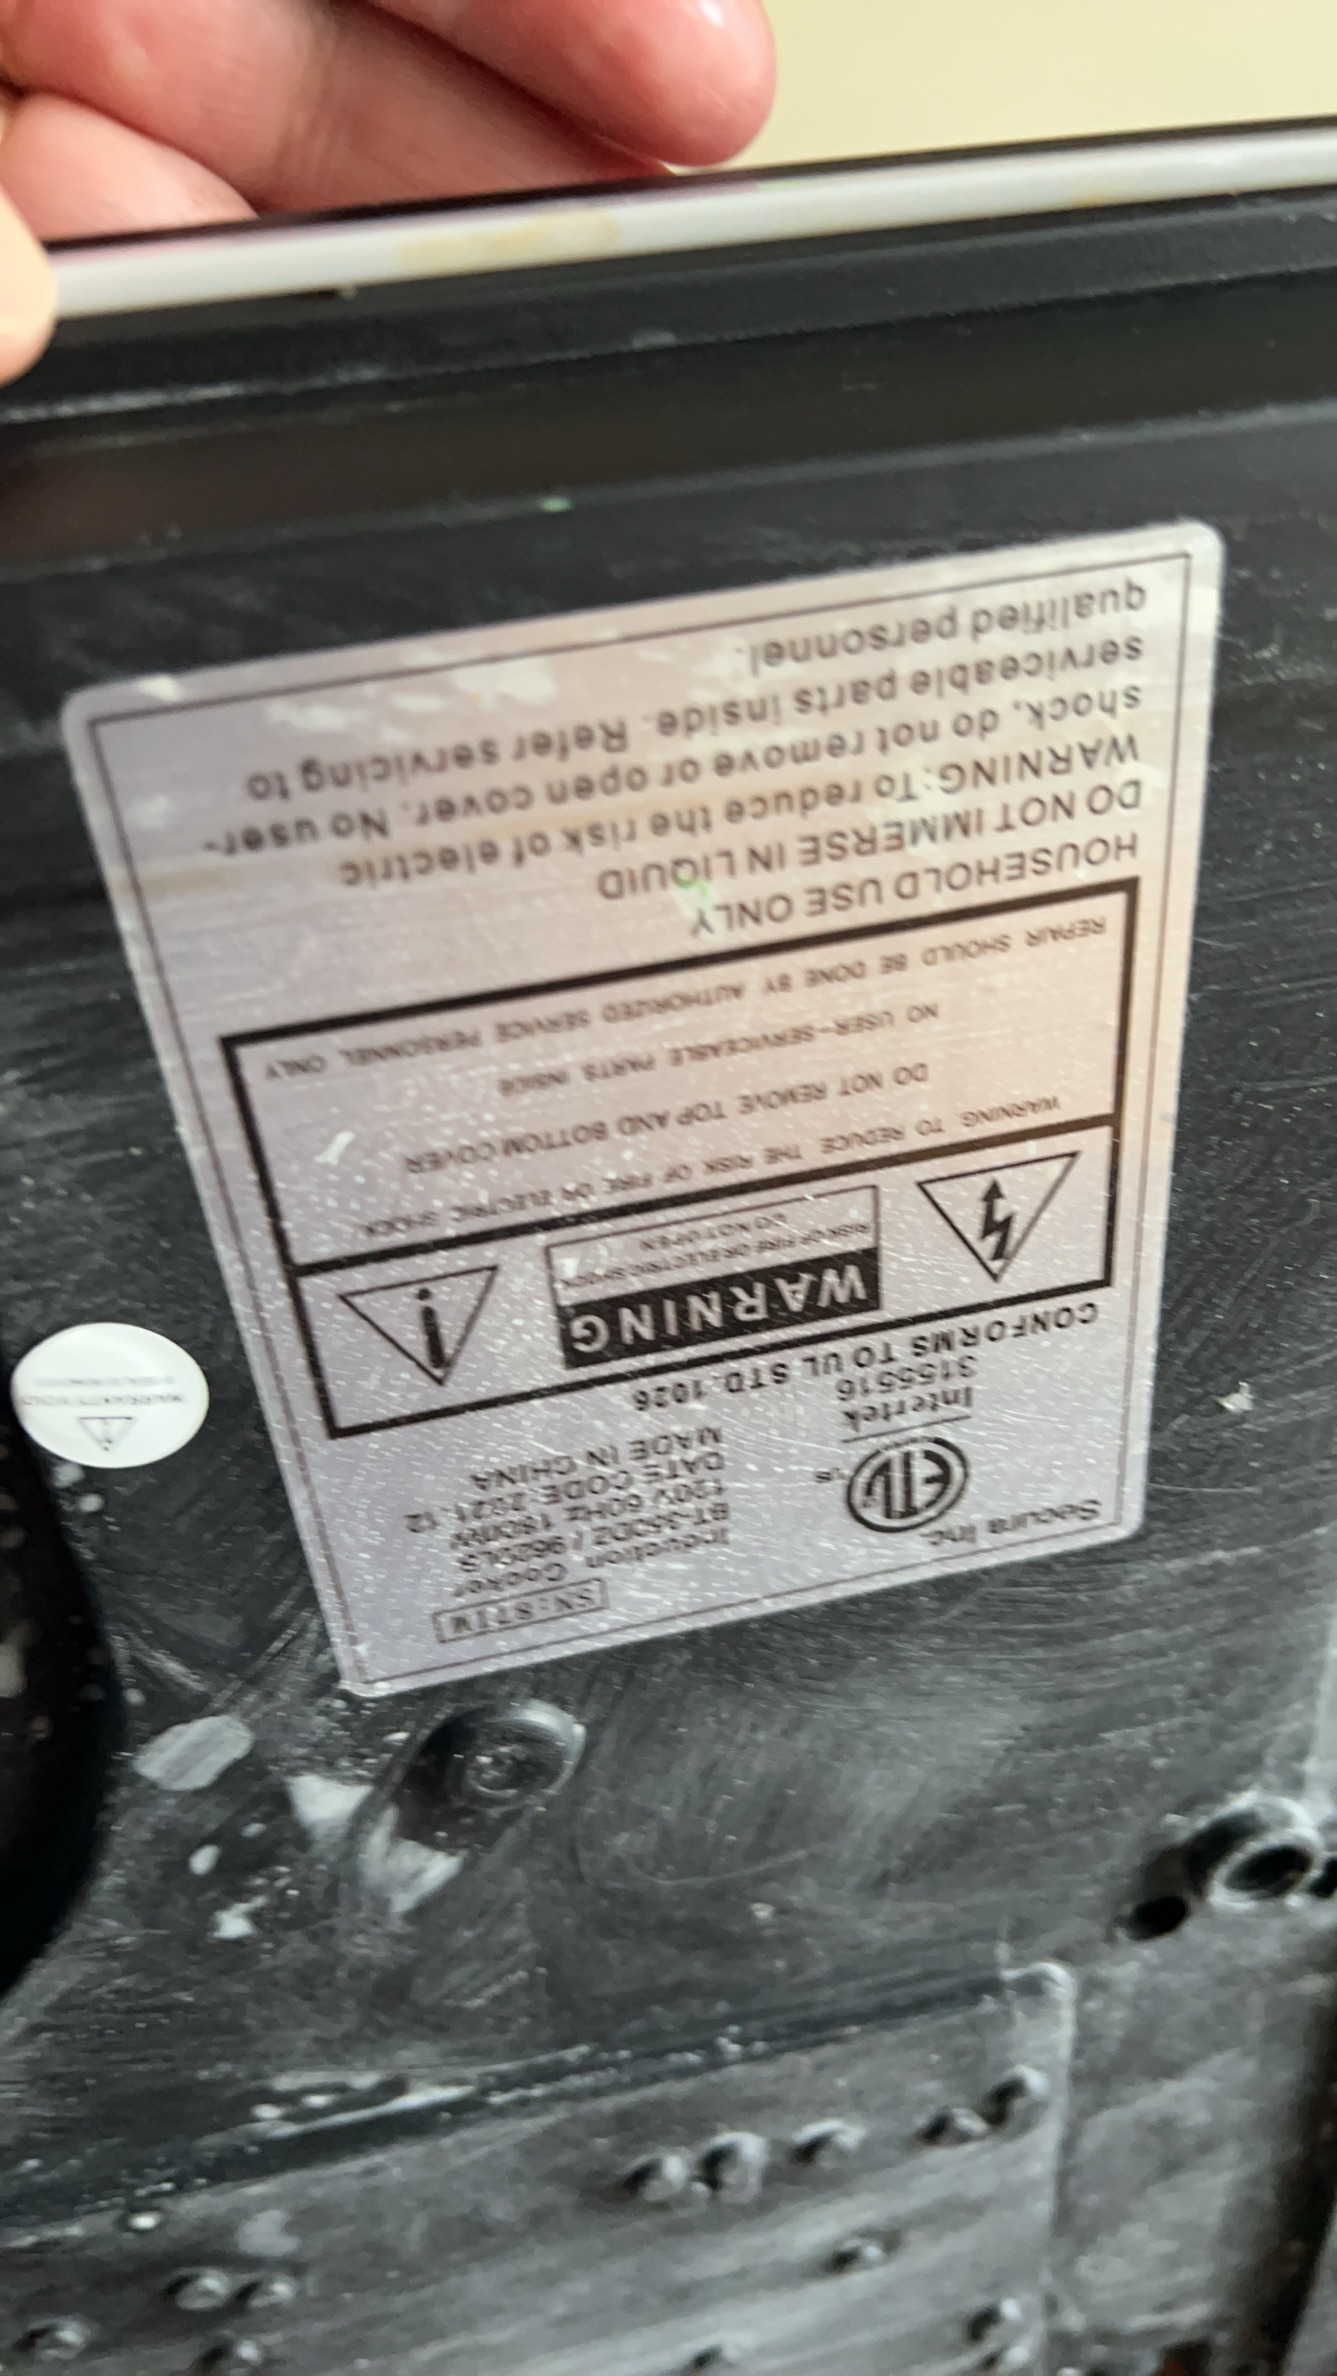 Secura Inc
ETL
US
Intertek
3155516
CONFORMS TO UL STD. 1026
SN:871W
Induction Cooker
120V 60Hz 1800W
DATE CODE: 2021.12
MADE IN CHINA
WARNING
RISK OF FIRE OR ELECTRIC SHOCK
DO NOT OPEN
WARNING: TO REDUCE THE RISK OF FIRE OR ELECTRIC SHOCK
DO NOT REMOVE TOP AND BOTTOM COVER
NO USER-SERVICEABLE PARTS INSIDE
REPAIR SHOULD BE DONE BY AUTHORIZED SERVICE PERSONNEL ONLY
HOUSEHOLD USE ONLY
DO NOT IMMERSE IN LIQUID
WARNING:To reduce the risk of electric
shock, do not remove or open cover. No user-
serviceable parts inside. Refer servicing to
qualified personnel.